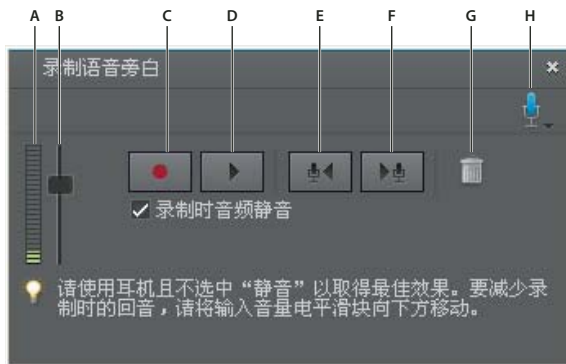 A B C D E F G H
录制语音旁白
录制时音频静音
请使用耳机且不选中“静音”以取得最佳效果。要减少录
制时的回音，请将输入音量电平滑块向下方移动。